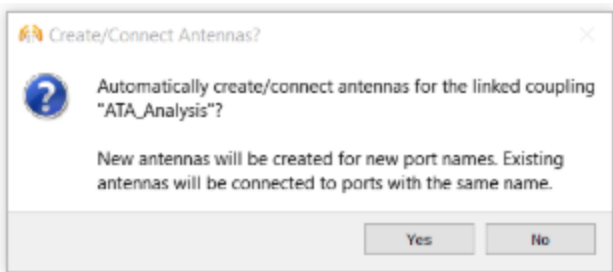 Create/Connect Antennas?
Automatically create/connect antennas for the linked coupling
"ATA_Analysis"?
New antennas will be created for new port names. Existing
antennas will be connected to ports with the same name.
Yes
No